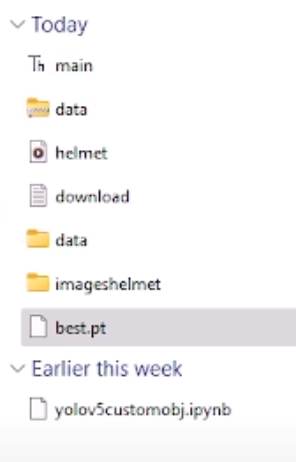 Today
main
data
helmet
download
data
imageshelmet
best.pt
Earlier this week
yolov5customobj.ipynb